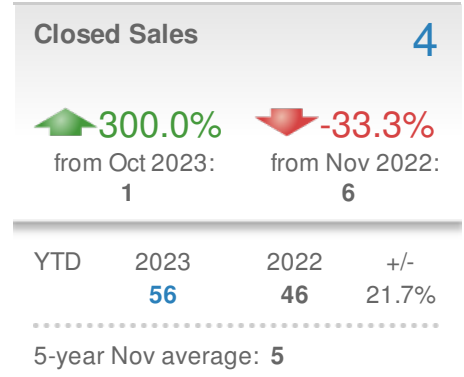 Closed Sales 4
300.0% -33.3%
from Oct 2023: from Nov 2022:
1 6
YTD 2023 2022 +/-
56 46 21.7%
5-year Nov average: 5